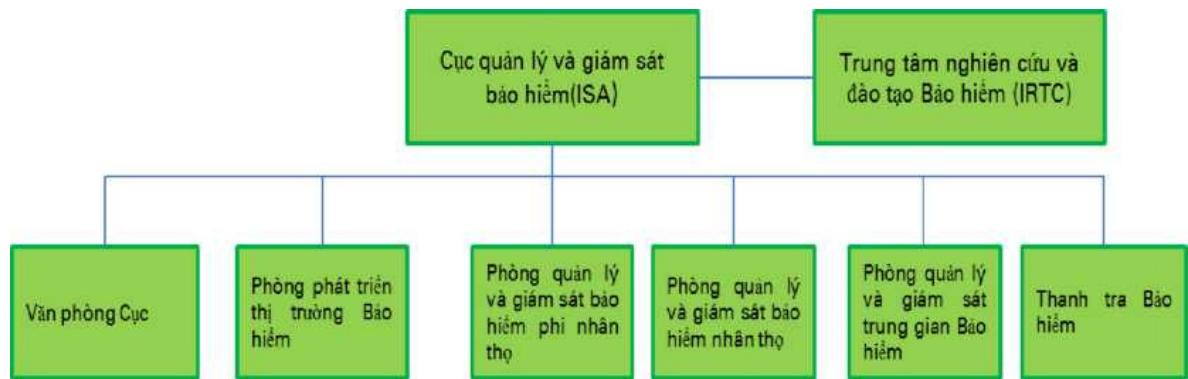 Cục quản lý và giám sát
bảo hiểm(ISA)
Trung tâm nghiên cứu và
đào tạo Bảo hiểm (IRTC)
Văn phòng Cục
Phòng phát triển
thị trường Bảo
hiểm
Phòng quản lý
và giám sát bảo
hiểm phi nhân
thọ
Phòng quản lý
và giám sát bảo
hiểm nhân thọ
Phòng quản lý
và giám sát
trung gian Bảo
hiểm
Thanh tra Bảo
hiểm